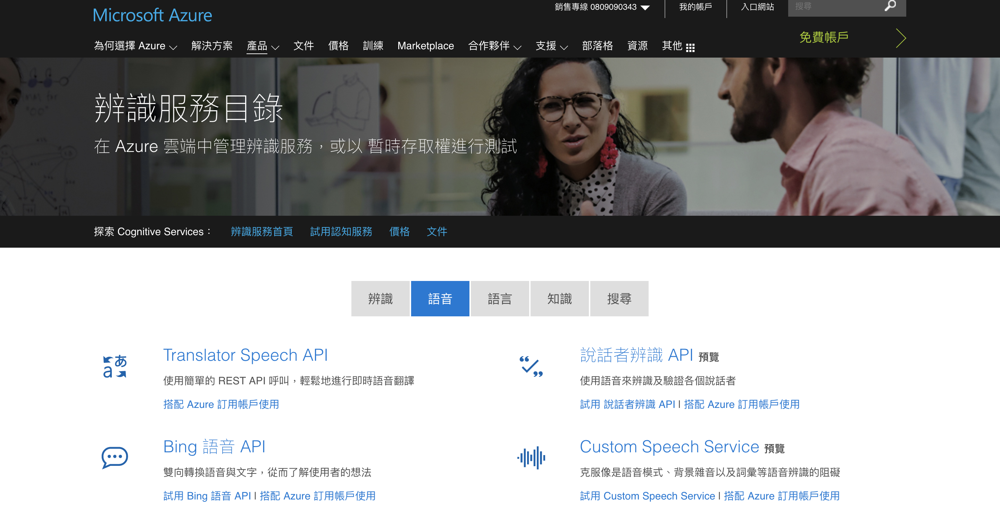 Microsoft Azure
銷售專線 0809090343
我的帳戶
入口網站
搜尋
免費帳戶
為何選擇 Azure
解決方案
產品
文件
價格
訓練
Marketplace
合作夥伴
支援
部落格
資源
其他
辨識服務目錄
在 Azure 雲端中管理辨識服務，或以 暫時存取權進行測試
探索 Cognitive Services：
辨識服務首頁
試用認知服務
價格
文件
辨識
語音
語言
知識
搜尋
Translator Speech API
使用簡單的 REST API 呼叫，輕鬆地進行即時語音翻譯
搭配 Azure 訂用帳戶使用
說話者辨識 API 預覽
使用語音來辨識及驗證各個說話者
試用 說話者辨識 API | 搭配 Azure 訂用帳戶使用
Bing 語音 API
雙向轉換語音與文字，從而了解使用者的想法
試用 Bing 語音 API | 搭配 Azure 訂用帳戶使用
Custom Speech Service 預覽
克服像是語音模式、背景雜音以及詞彙等語音辨識的阻礙
試用 Custom Speech Service | 搭配 Azure 訂用帳戶使用